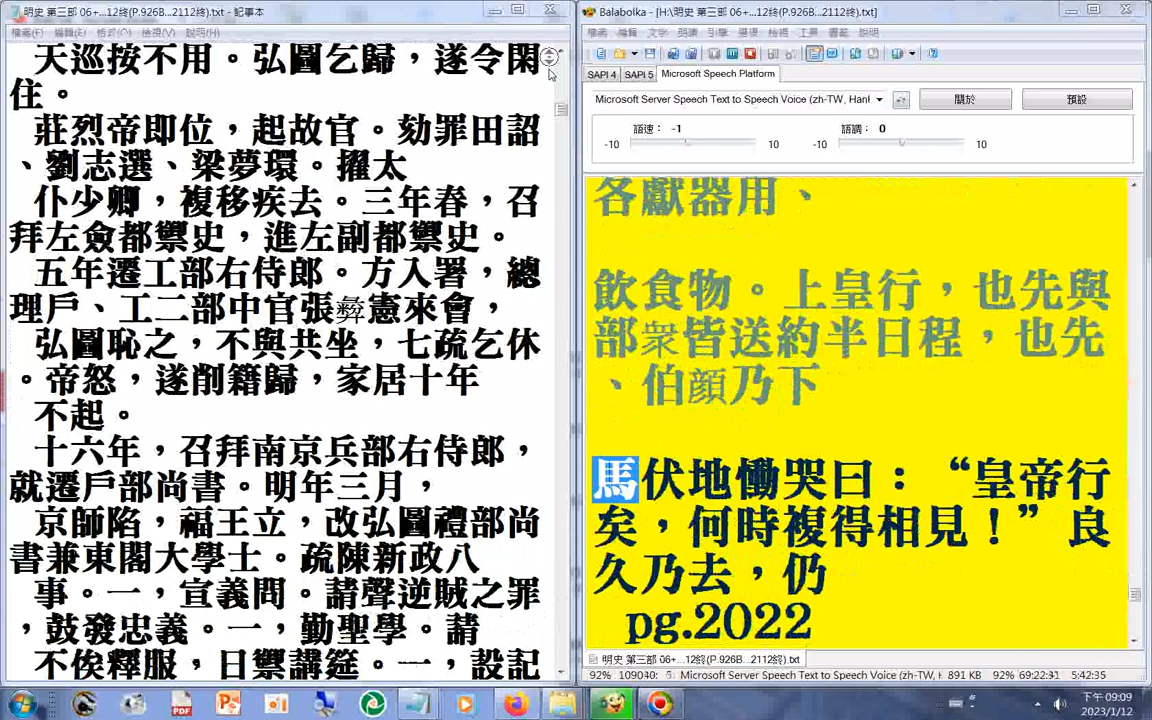 明史 第三部 06+...12终(P.926B...2112终).txt - 記事本
檔案(F) 編輯(E) 格式(O) 檢視(V) 說明(H)
天巡按不用。弘圖乞歸，遂令閑
住。
莊烈帝即位，起故官。劾罪田詔
、劉志選、梁夢環。擢太
仆少卿，複移疾去。三年春，召
拜左僉都禦史，進左副都禦史。
五年遷工部右侍郎。方入署，總
理戶、工二部中官張彝憲來會，
弘圖恥之，不與共坐，七疏乞休
。帝怒，遂削籍歸，家居十年
不起。
十六年，召拜南京兵部右侍郎，
就遷戶部尚書。明年三月，
京師陷，福王立，改弘圖禮部尚
書兼東閣大學士。疏陳新政八
事。一，宣義問。請聲逆賊之罪
，鼓發忠義。一，勤聖學。請
不俟釋服，日禦講筵。一，設記
Balabolka - [H:\明史 第三部 06+...12终(P.926B...2112终).txt]
檔案 編輯 文字 朗讀 引擎 選項 檢視 工具 書籤 說明
SAPI 4 SAPI 5 Microsoft Speech Platform
Microsoft Server Speech Text to Speech Voice (zh-TW, HanH
關於
預設
語速： -1
語調： 0
-10 10 -10 10
各獻器用、
飲食物。上皇行，也先與
部衆皆送約半日程，也先
、伯顏乃下
馬伏地慟哭曰：“皇帝行
矣，何時複得相見！”良
久乃去，仍
pg.2022
明史 第三部 06+...12終(P.926B...2112終).txt
92% 109040: Microsoft Server Speech Text to Speech Voice (zh-TW, H 891 KB 92% 69:22:31 5:42:35
下午 09:09
2023/1/12